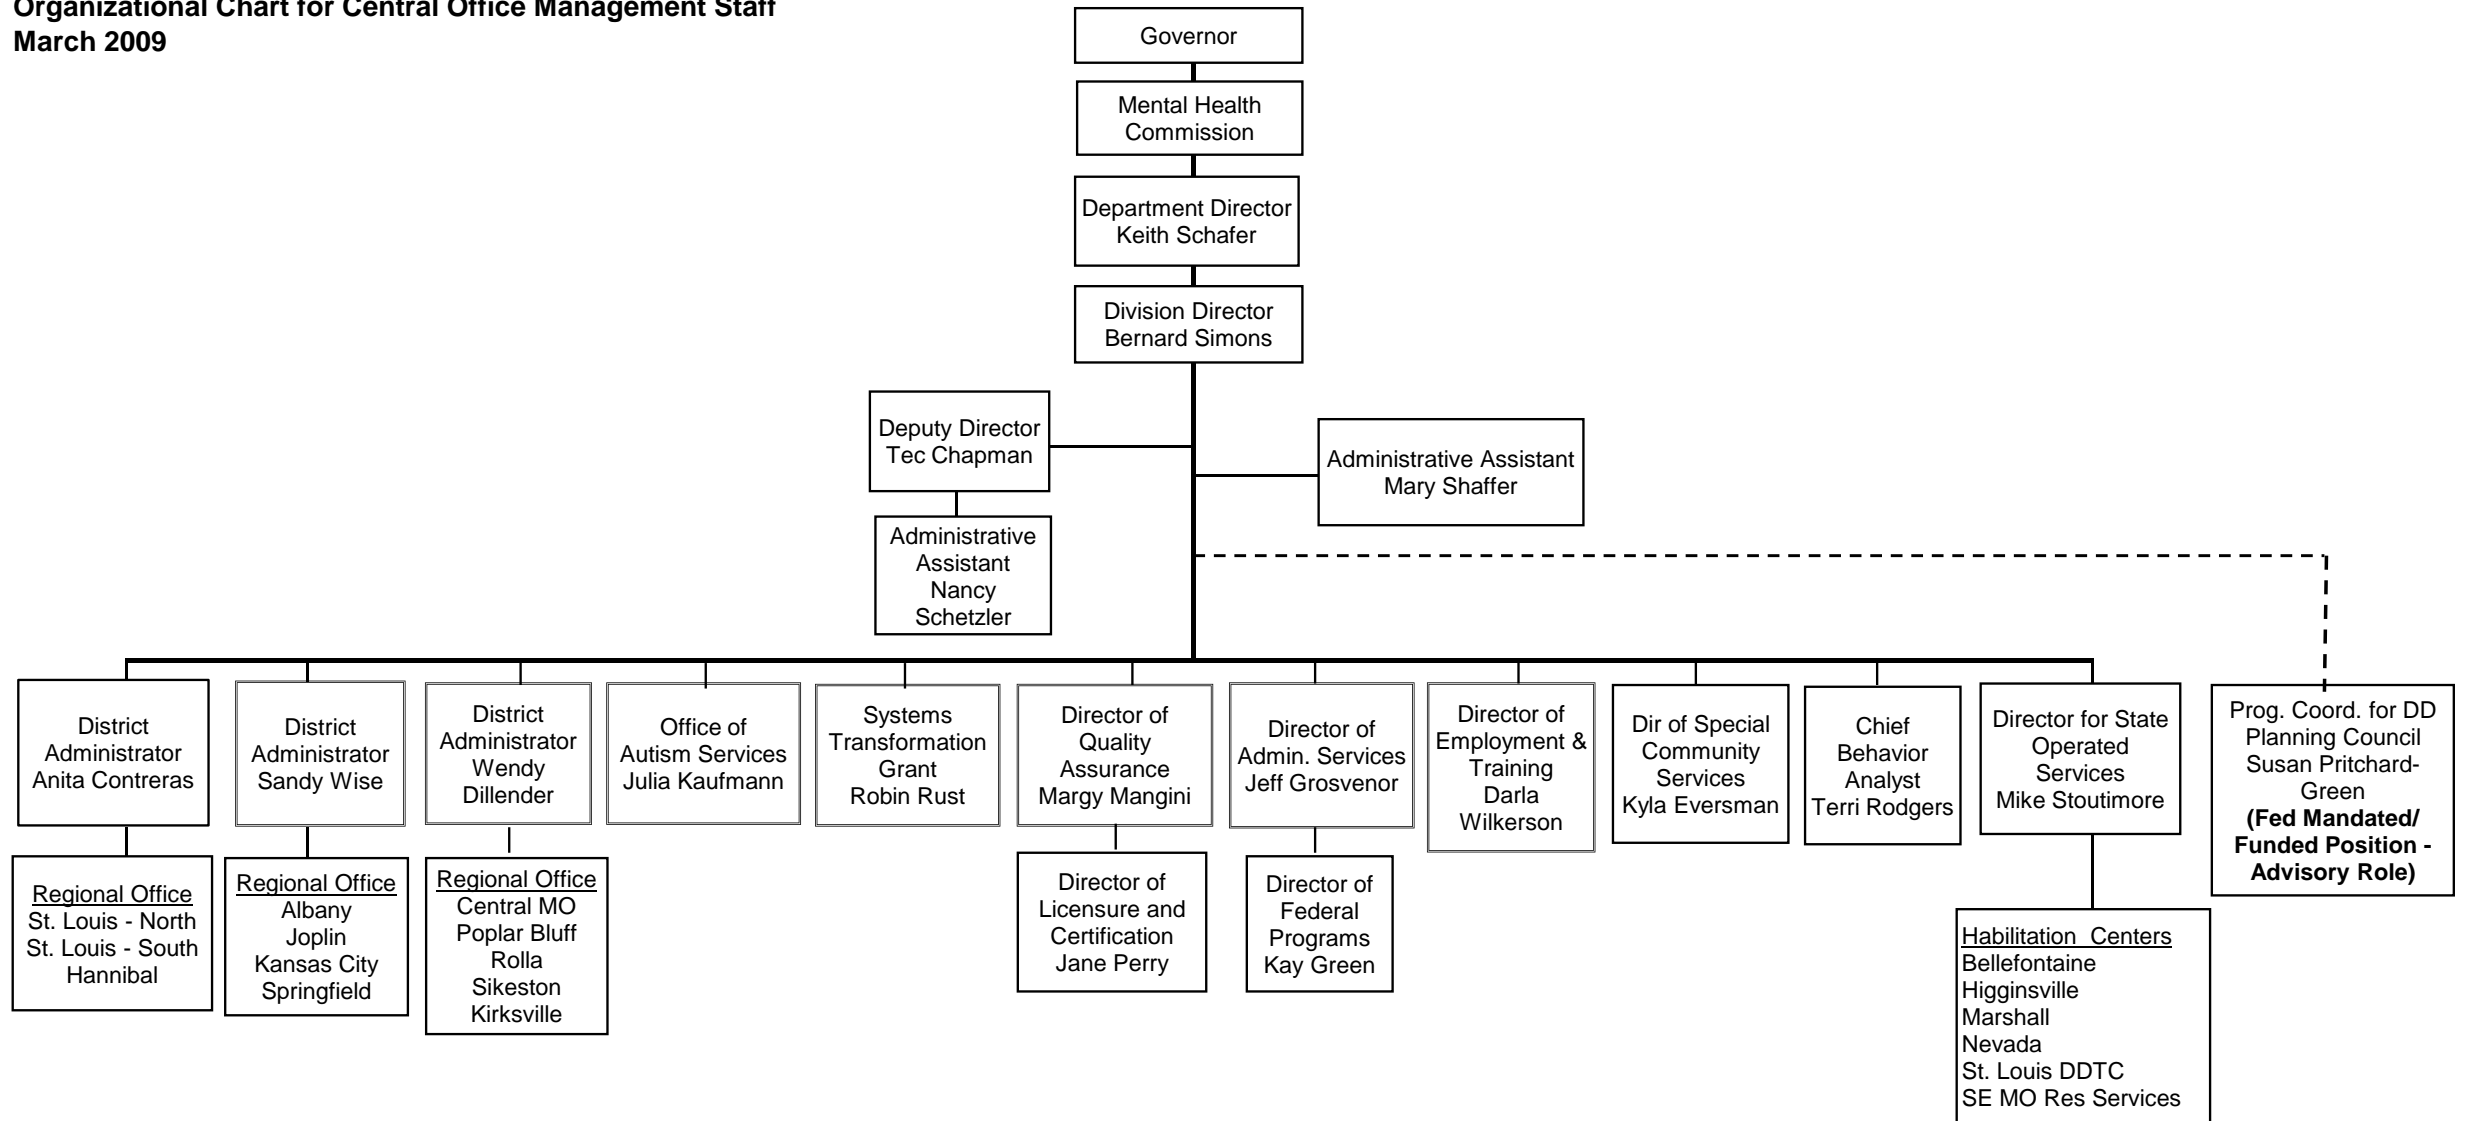 Organizational Chart for Central Office Management Staff
March 2009
Governor
Mental Health
Commission
Department Director
Keith Schafer
Division Director
Bernard Simons
Deputy Director
Tec Chapman
Administrative Assistant
Mary Shaffer
Administrative
Assistant
Nancy
Schetzler
District
Administrator
Anita Contreras
District
Administrator
Sandy Wise
District
Administrator
Wendy
Dillender
Office of
Autism Services
Julia Kaufmann
Systems
Transformation
Grant
Robin Rust
Director of
Quality
Assurance
Margy Mangini
Director of
Admin. Services
Jeff Grosvenor
Director of
Employment &
Training
Darla
Wilkerson
Dir of Special
Community
Services
Kyla Eversman
Chief
Behavior
Analyst
Terri Rodgers
Director for State
Operated
Services
Mike Stoutimore
Prog. Coord. for DD
Planning Council
Susan Pritchard-
Green
(Fed Mandated/
Funded Position -
Advisory Role)
Regional Office
St. Louis - North
St. Louis - South
Hannibal
Regional Office
Albany
Joplin
Kansas City
Springfield
Regional Office
Central MO
Poplar Bluff
Rolla
Sikeston
Kirksville
Director of
Licensure and
Certification
Jane Perry
Director of
Federal
Programs
Kay Green
Habilitation  Centers
Bellefontaine
Higginsville
Marshall
Nevada
St. Louis DDTC
SE MO Res Services